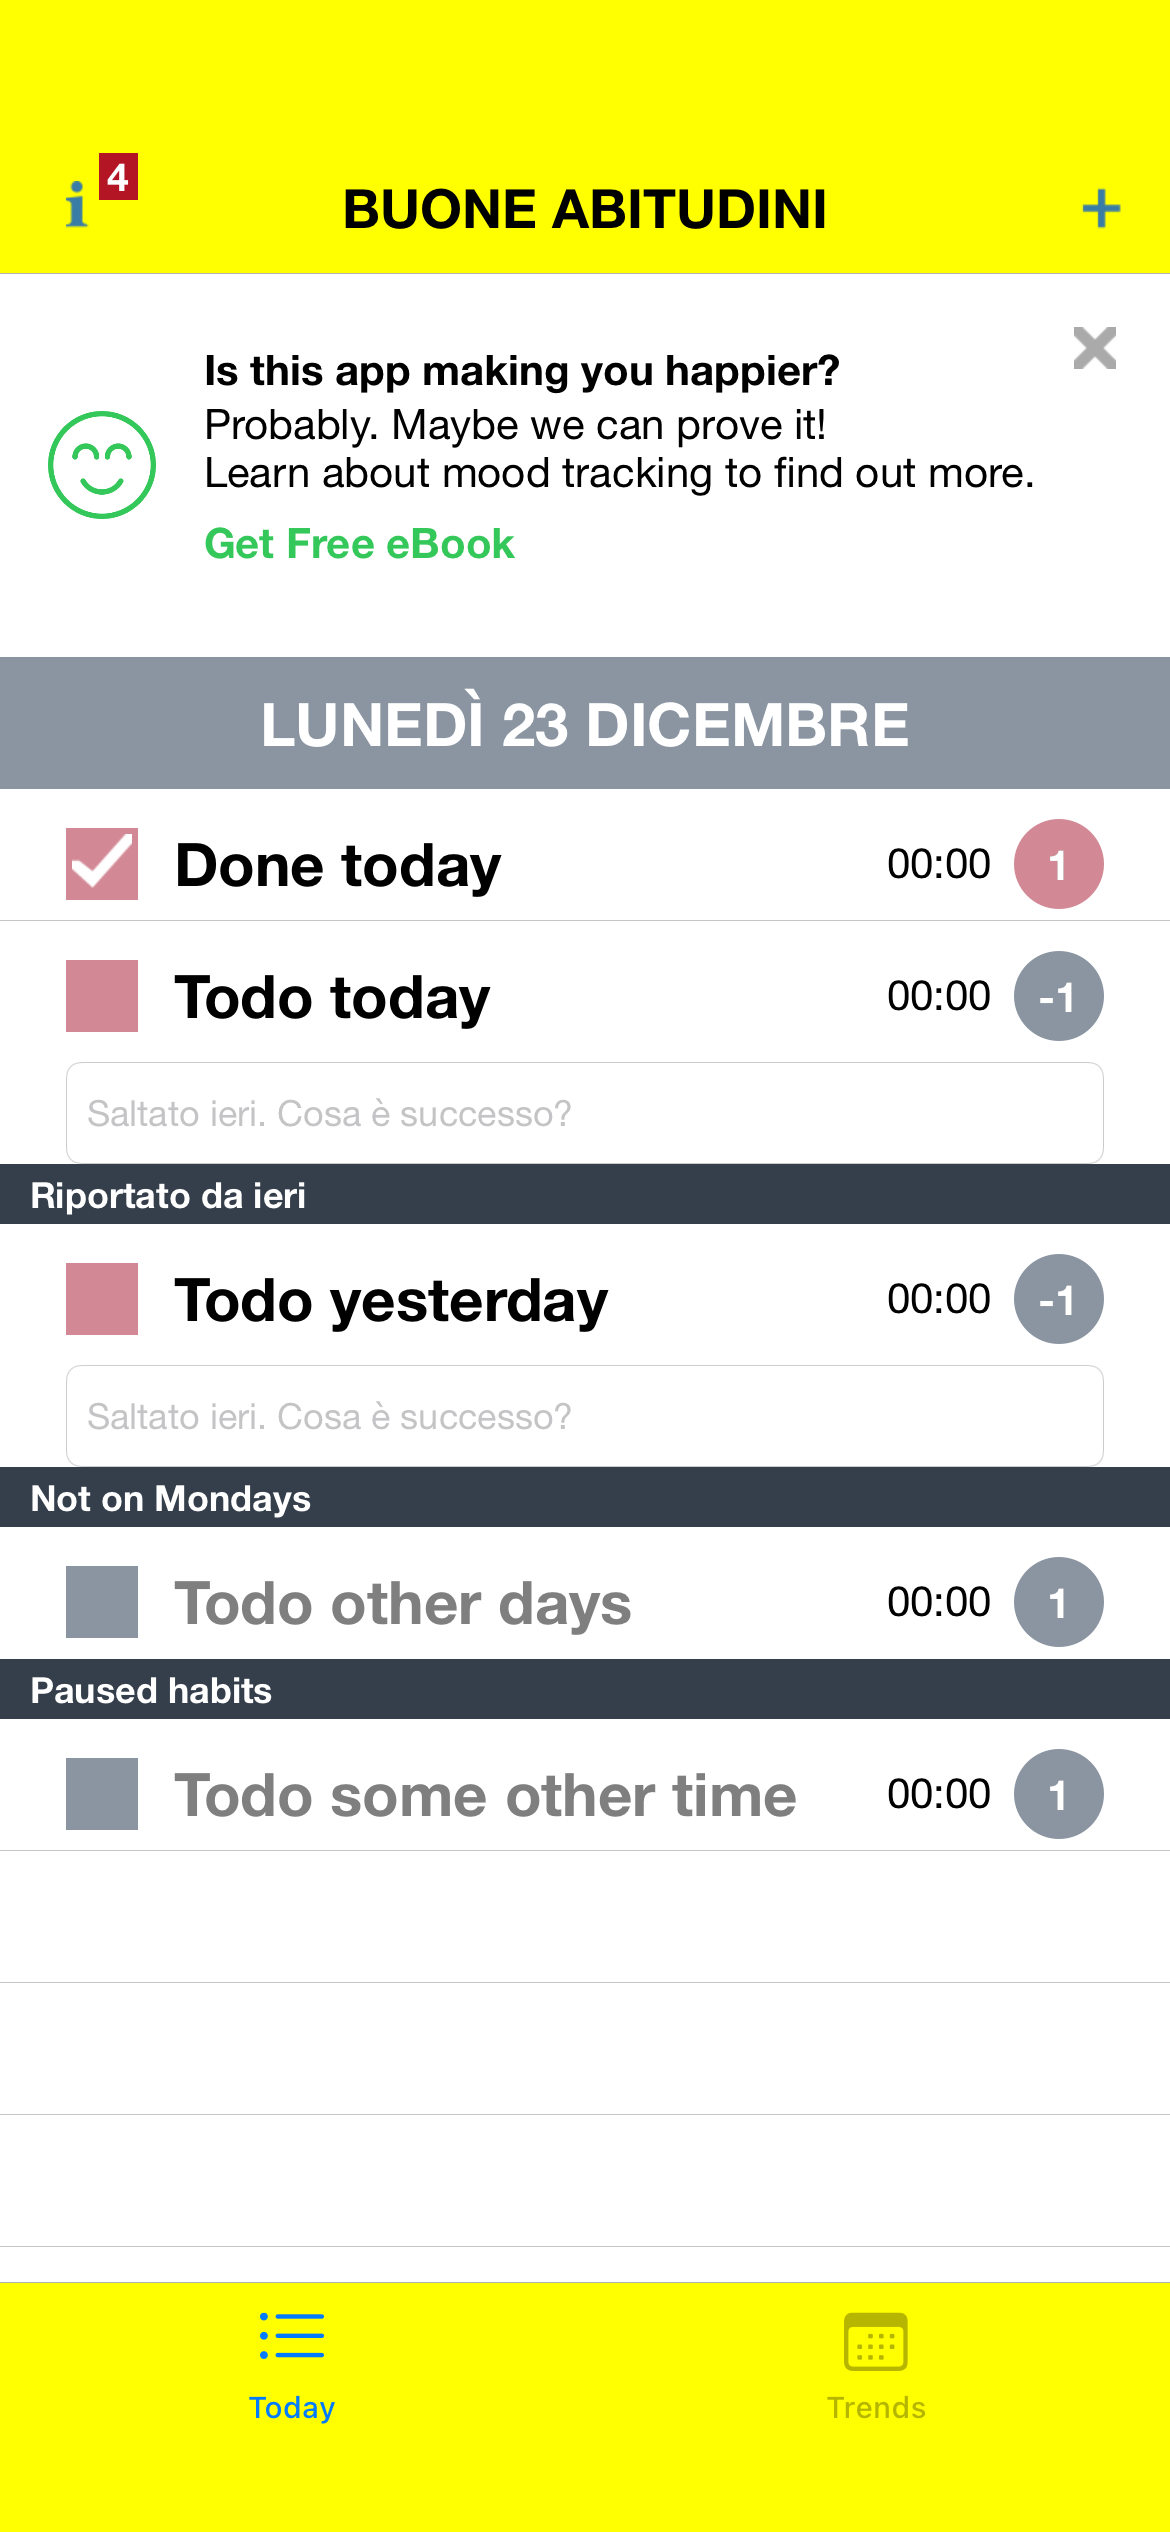 i 4
BUONE ABITUDINI
+
Is this app making you happier?
Probably. Maybe we can prove it!
Learn about mood tracking to find out more.
Get Free eBook
LUNEDÌ 23 DICEMBRE
Done today 00:00 1
Todo today 00:00 -1
Saltato ieri. Cosa è successo?
Riportato da ieri
Todo yesterday 00:00 -1
Saltato ieri. Cosa è successo?
Not on Mondays
Todo other days 00:00 1
Paused habits
Todo some other time 00:00 1
Today
Trends